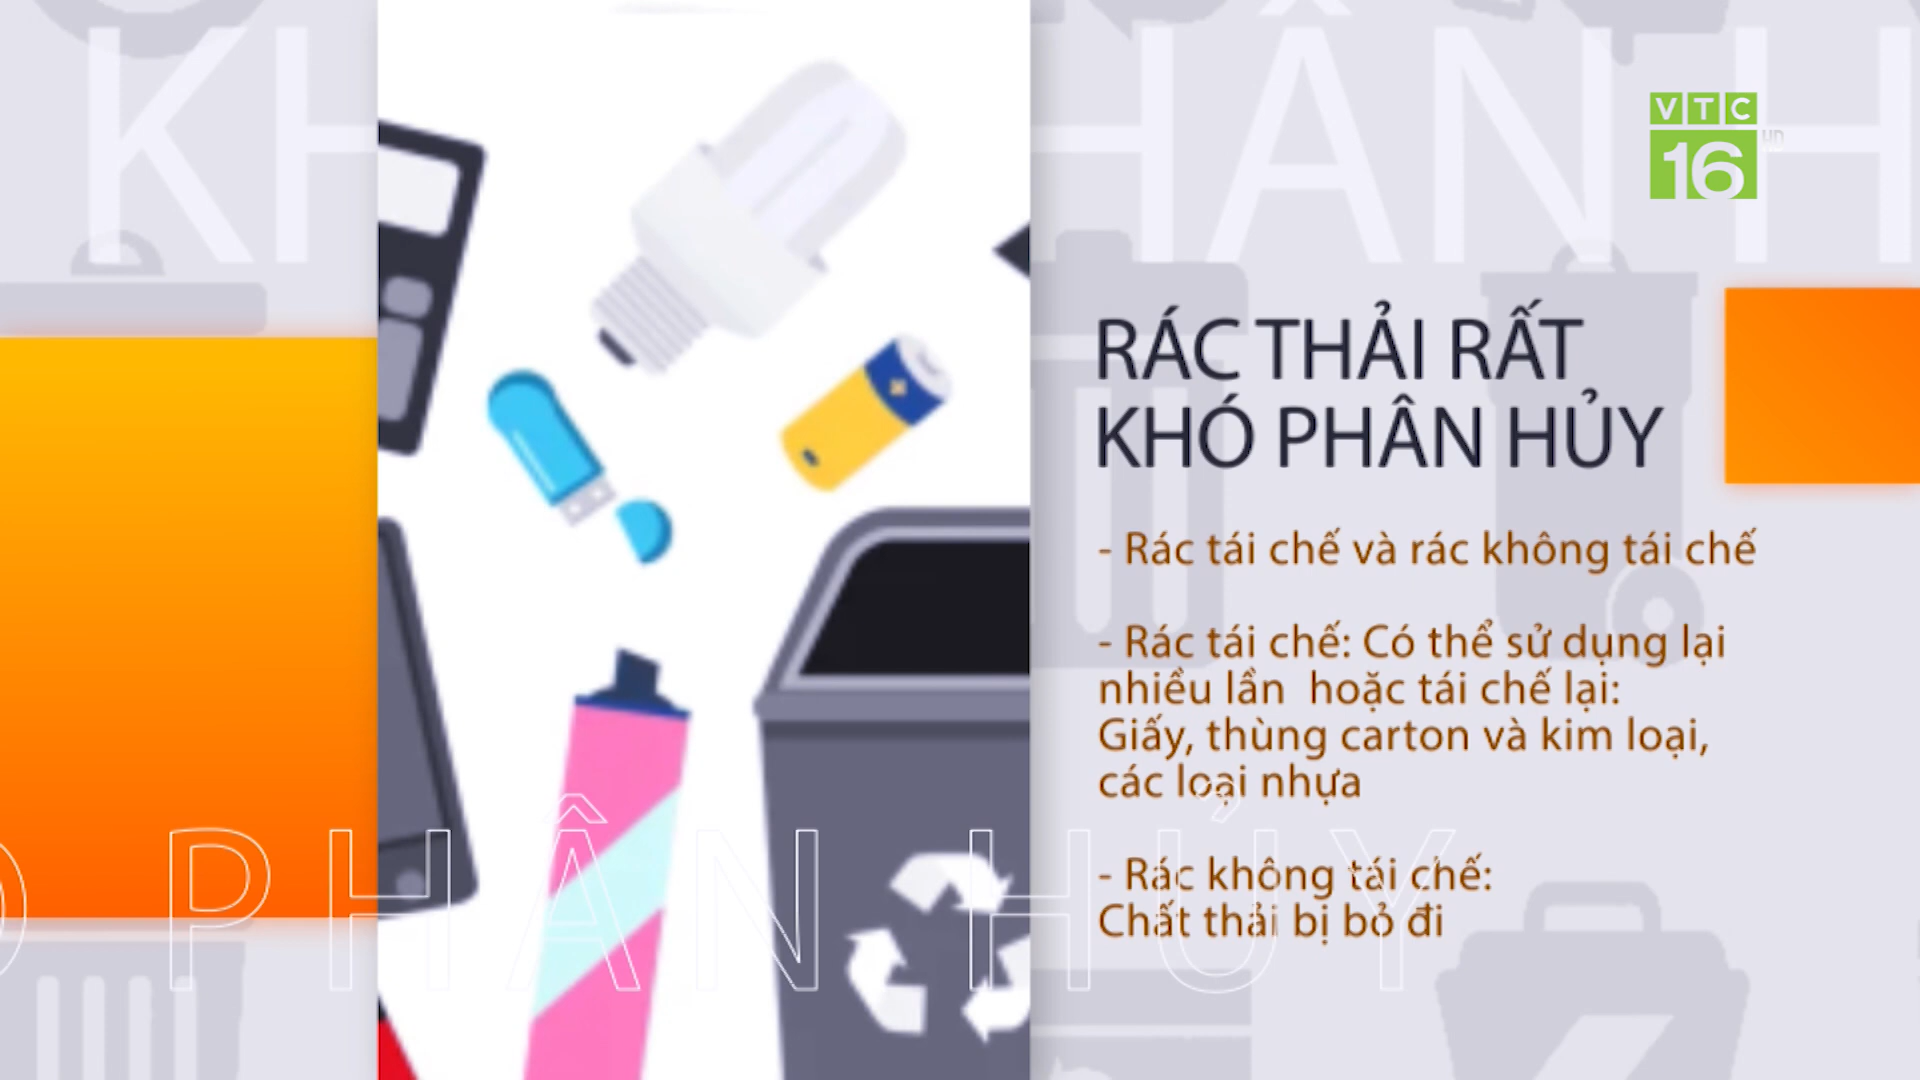 KH
HÂN H
VTC
16
RÁC THẢI RẤT
KHÓ PHÂN HỦY
- Rác tái chế và rác không tái chế
- Rác tái chế: Có thể sử dụng lại
nhiều lần hoặc tái chế lại:
Giấy, thùng carton và kim loại,
các loại nhựa
- Rác không tái chế:
Chất thải bị bỏ đi
PHÂN HỦY